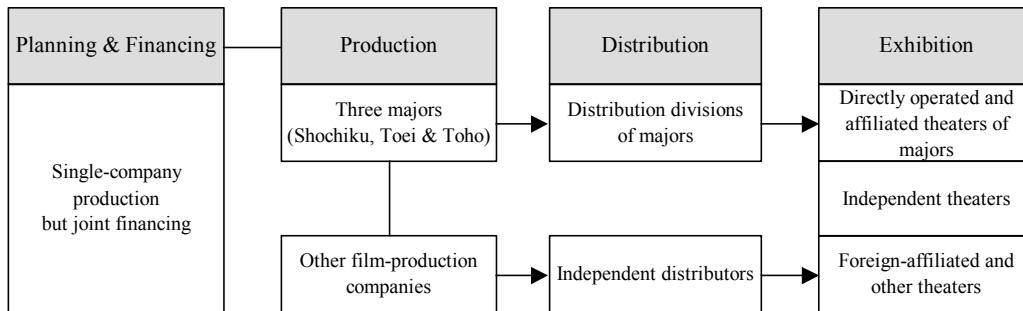 Planning & Financing
Production
Distribution
Exhibition
Single-company
production
but joint financing
Three majors
(Shochiku, Toei & Toho)
Distribution divisions
of majors
Directly operated and
affiliated theaters of
majors
Independent theaters
Other film-production
companies
Independent distributors
Foreign-affiliated and
other theaters